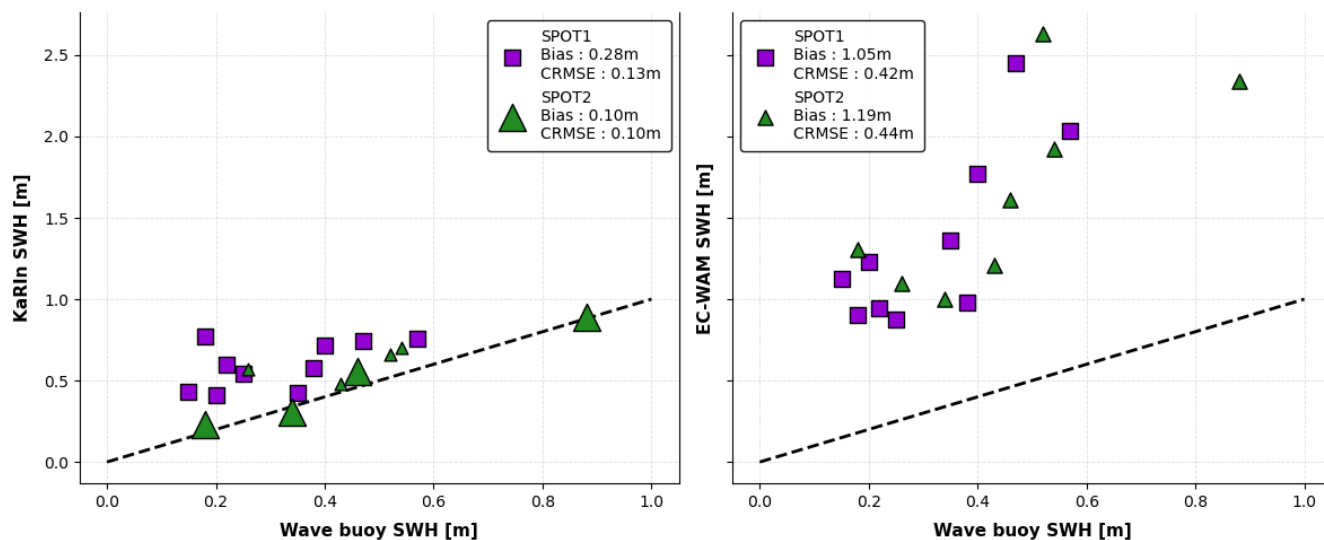 SPOT1
Bias : 0.28m
CRMSE : 0.13m
SPOT2
Bias : 0.10m
CRMSE : 0.10m
KaRIn SWH [m]
2.5
2.0
1.5
1.0
0.5
0.0
0.0 0.2 0.4 0.6 0.8 1.0
Wave buoy SWH [m]
SPOT1
Bias : 1.05m
CRMSE : 0.42m
SPOT2
Bias : 1.19m
CRMSE : 0.44m
EC-WAM SWH [m]
0.0 0.2 0.4 0.6 0.8 1.0
Wave buoy SWH [m]